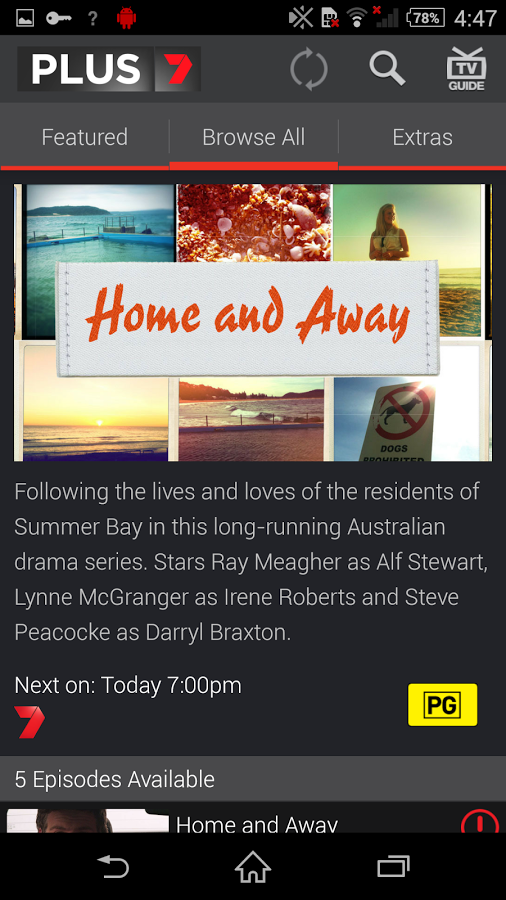 ?
78%
4:47
PLUS 7
TV
GUIDE
Featured
Browse All
Extras
Home and Away
DOGS
PROHIBITED
Following the lives and loves of the residents of
Summer Bay in this long-running Australian
drama series. Stars Ray Meagher as Alf Stewart,
Lynne McGranger as Irene Roberts and Steve
Peacocke as Darryl Braxton.
Next on: Today 7:00pm
7
PG
5 Episodes Available
Home and Away